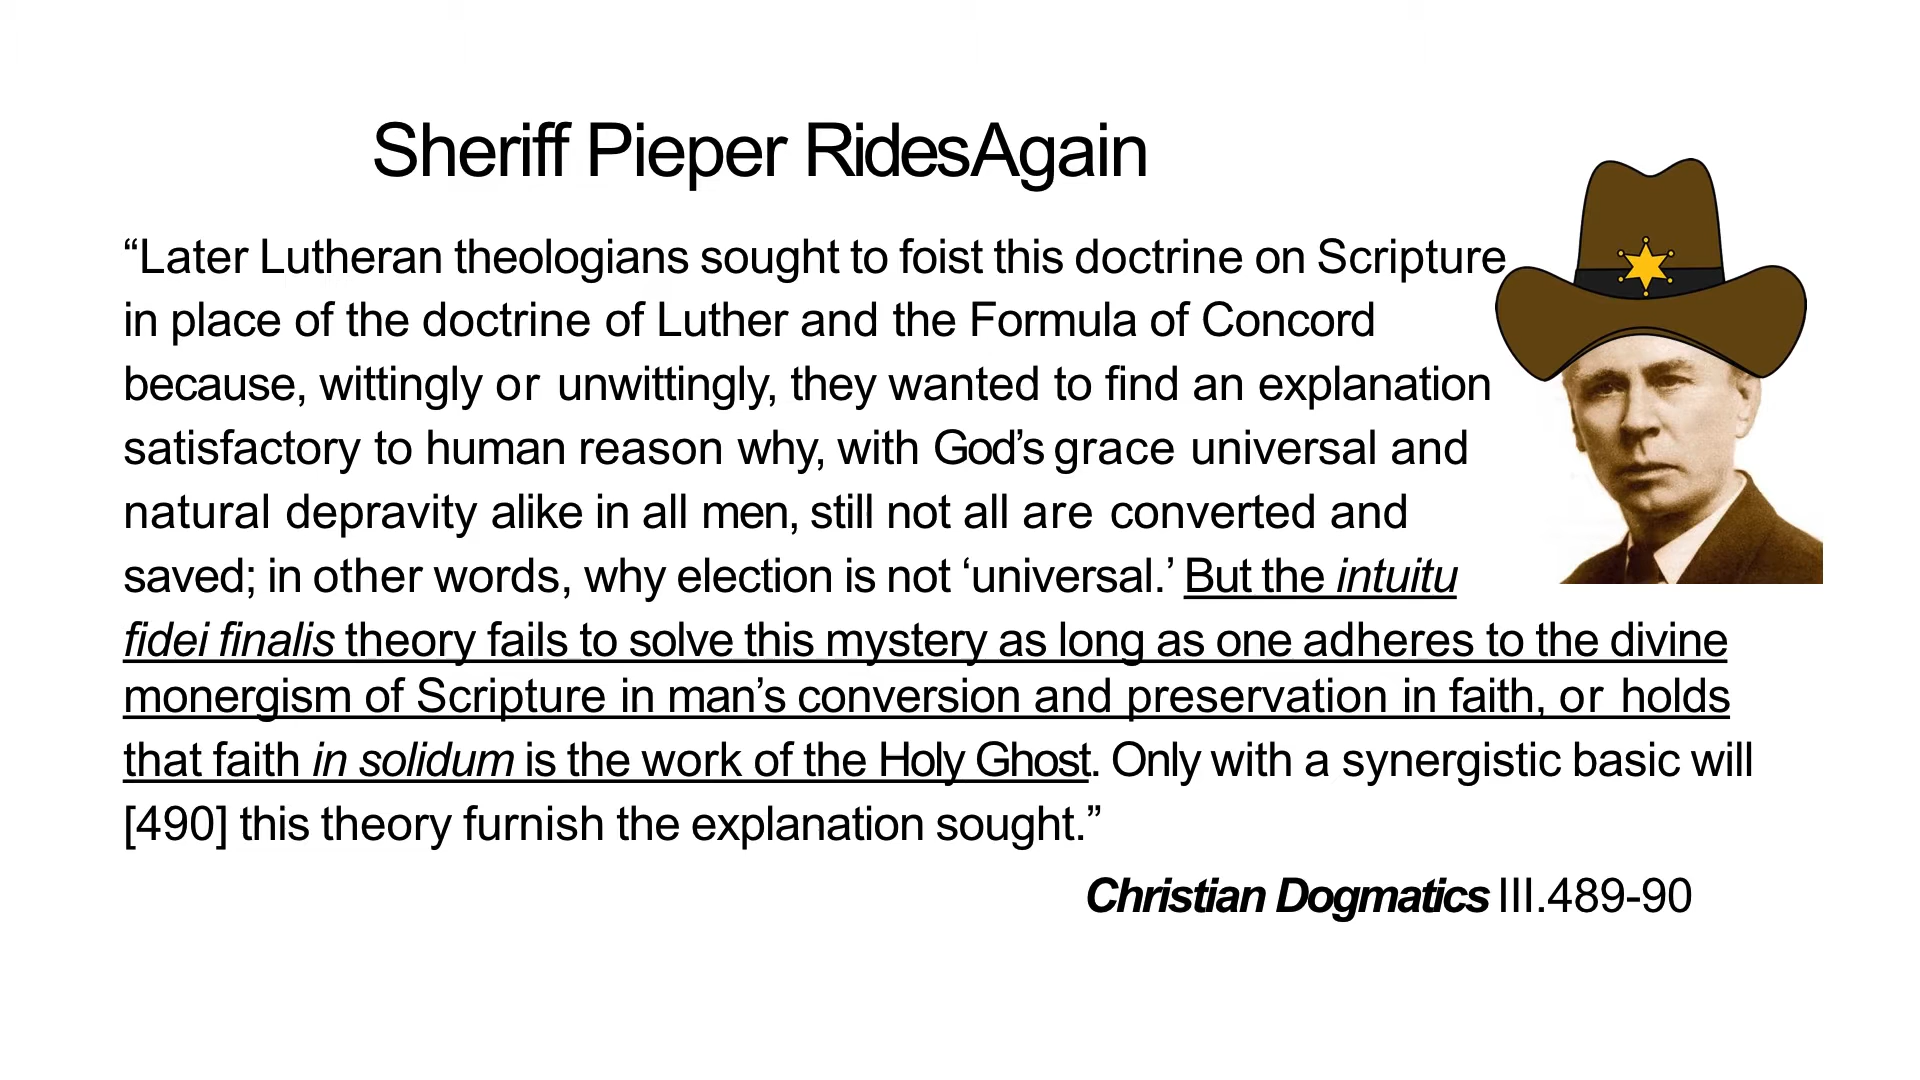 Sheriff Pieper RidesAgain
“Later Lutheran theologians sought to foist this doctrine on Scripture
in place of the doctrine of Luther and the Formula of Concord
because, wittingly or unwittingly, they wanted to find an explanation
satisfactory to human reason why, with God’s grace universal and
natural depravity alike in all men, still not all are converted and
saved; in other words, why election is not ‘universal.’ But the intuitu
fidei finalis theory fails to solve this mystery as long as one adheres to the divine
monergism of Scripture in man’s conversion and preservation in faith, or holds
that faith in solidum is the work of the Holy Ghost. Only with a synergistic basic will
[490] this theory furnish the explanation sought.”
Christian Dogmatics III.489-90